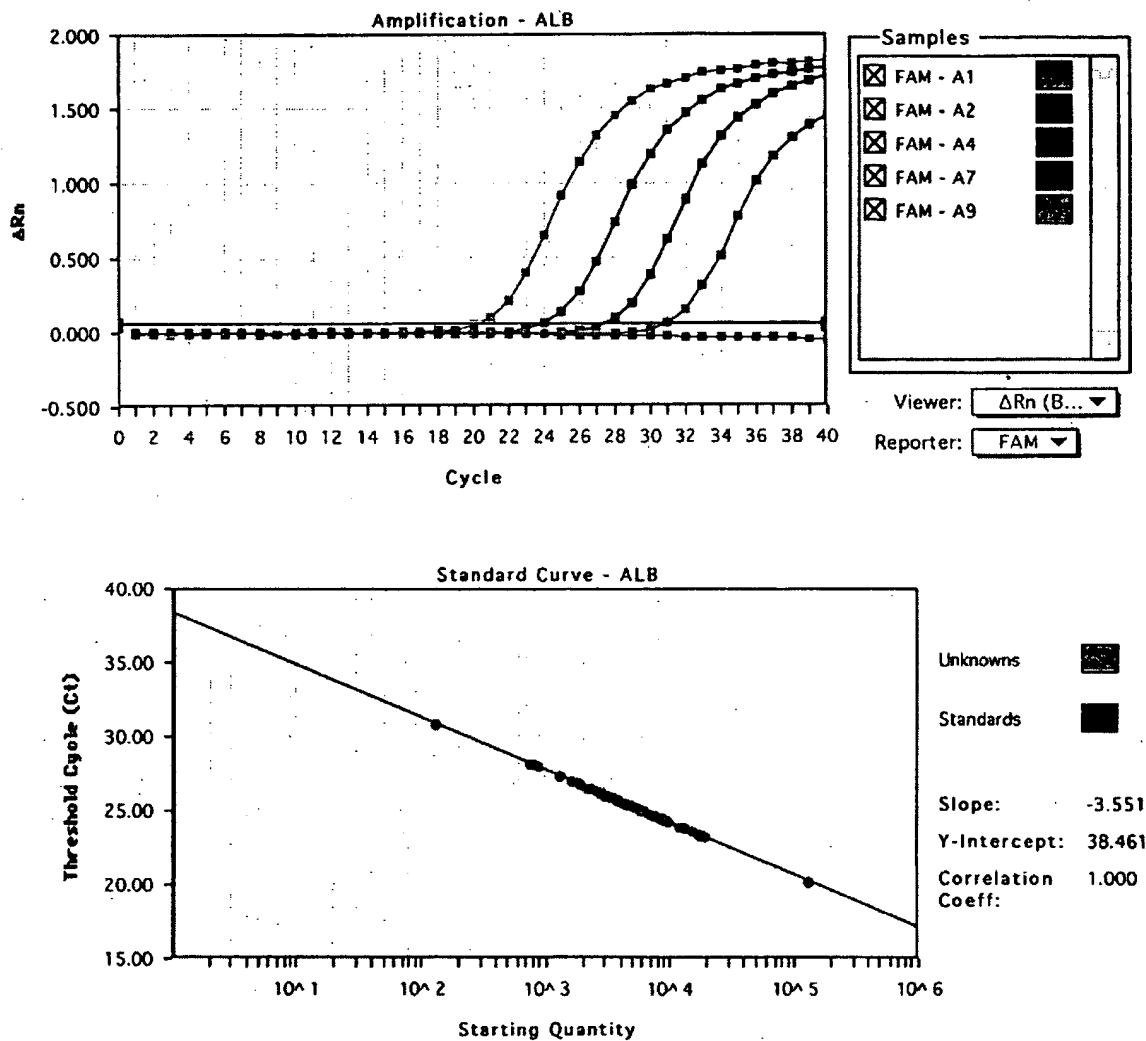 Amplification - ALB
2.000
1.500
1.000
0.500
0.000
-0.500
ΔRn
0 2 4 6 8 10 12 14 16 18 20 22 24 26 28 30 32 34 36 38 40
Cycle
Samples
FAM - A1
FAM - A2
FAM - A4
FAM - A7
FAM - A9
Viewer: ΔRn (B...
Reporter: FAM
Standard Curve - ALB
40.00
35.00
30.00
25.00
20.00
15.00
Threshold Cycle (Ct)
10^1 10^2 10^3 10^4 10^5 10^6
Starting Quantity
Unknowns
Standards
Slope: -3.551
Y-Intercept: 38.461
Correlation 1.000
Coeff: